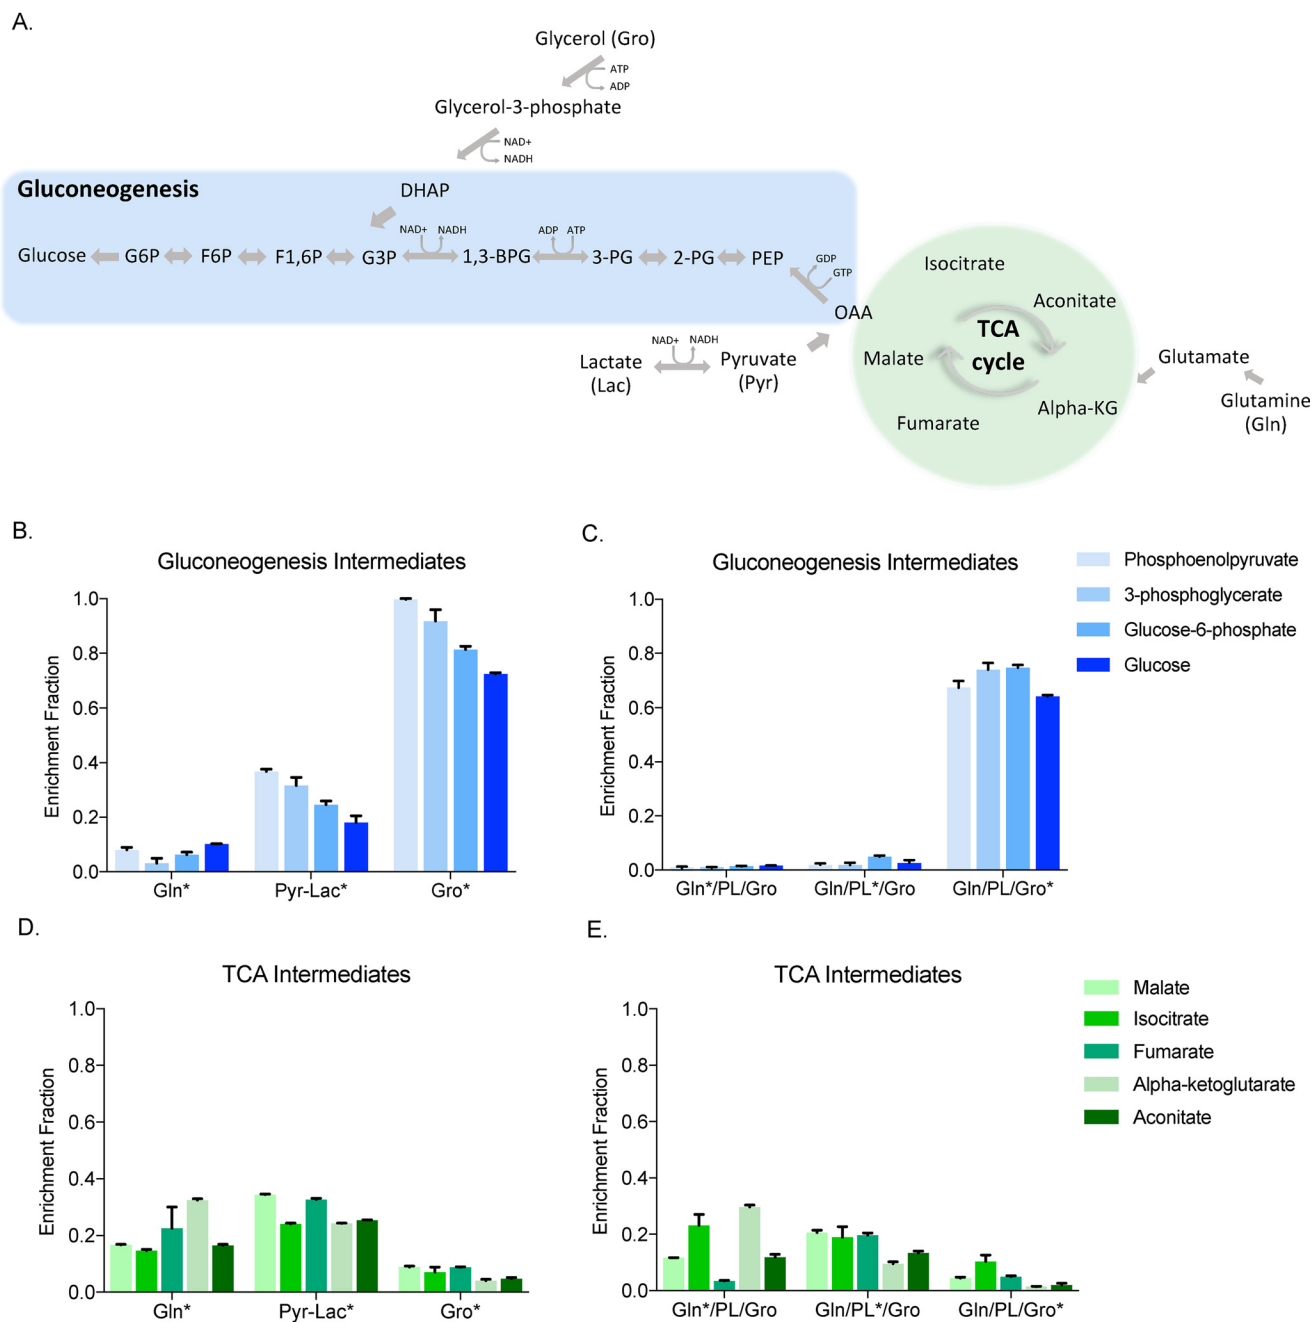 A.
Glycerol (Gro)
ATP
ADP
Glycerol-3-phosphate
NAD+
NADH
Gluconeogenesis
DHAP
NAD+ NADH ADP ATP
Glucose G6P F6P F1,6P G3P 1,3-BPG 3-PG 2-PG PEP
GDP
GTP
OAA
Isocitrate
Aconitate
TCA
cycle
Malate
Alpha-KG
Fumarate
NAD+ NADH
Lactate
(Lac)
Pyruvate
(Pyr)
Glutamate
Glutamine
(Gln)
B.
Gluconeogenesis Intermediates
Enrichment Fraction
1.0
0.8
0.6
0.4
0.2
0.0
Gln* Pyr-Lac* Gro*
C.
Gluconeogenesis Intermediates
Enrichment Fraction
1.0
0.8
0.6
0.4
0.2
0.0
Gln*/PL/Gro Gln/PL*/Gro Gln/PL/Gro*
Phosphoenolpyruvate
3-phosphoglycerate
Glucose-6-phosphate
Glucose
D.
TCA Intermediates
Enrichment Fraction
1.0
0.8
0.6
0.4
0.2
0.0
Gln* Pyr-Lac* Gro*
E.
TCA Intermediates
Enrichment Fraction
1.0
0.8
0.6
0.4
0.2
0.0
Gln*/PL/Gro Gln/PL*/Gro Gln/PL/Gro*
Malate
Isocitrate
Fumarate
Alpha-ketoglutarate
Aconitate